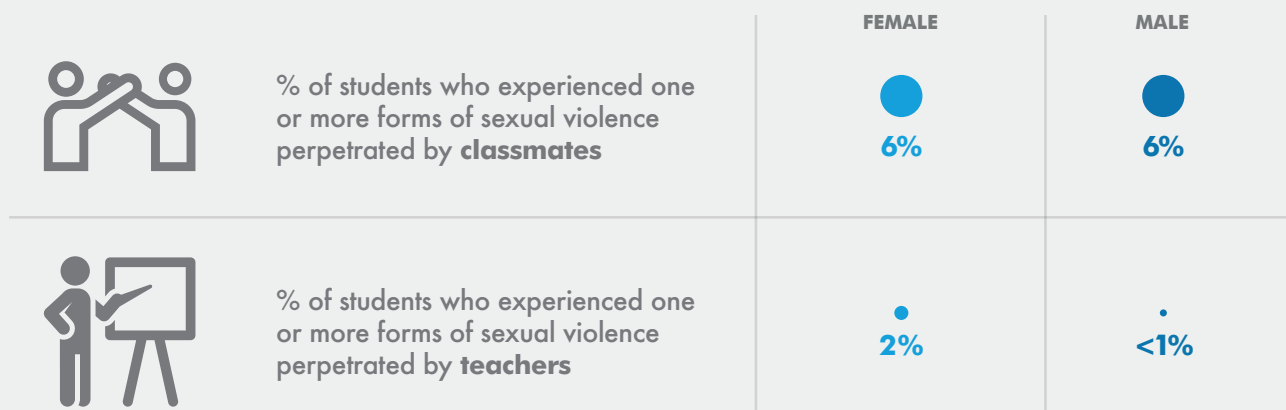 FEMALE
MALE
% of students who experienced one
or more forms of sexual violence
perpetrated by classmates
6%
6%
% of students who experienced one
or more forms of sexual violence
perpetrated by teachers
2%
<1%